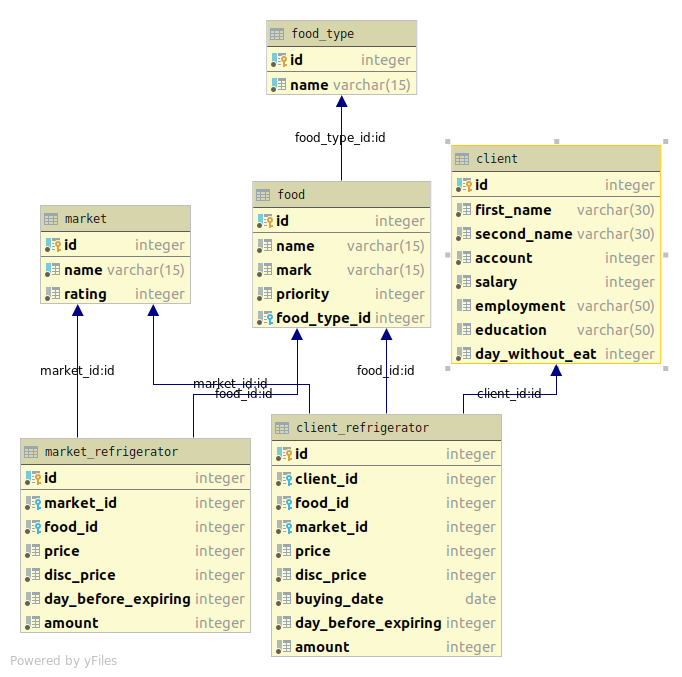 food_type
id integer
name varchar(15)
food_type_id:id
client
id integer
first_name varchar(30)
second_name varchar(30)
account integer
salary integer
employment varchar(50)
education varchar(50)
day_without_eat integer
food
id integer
name varchar(15)
mark varchar(15)
priority integer
food_type_id integer
market
id integer
name varchar(15)
rating integer
market_id:id
market_id:id
food_id:id
food_id:id
client_id:id
market_refrigerator
id integer
market_id integer
food_id integer
price integer
disc_price integer
day_before_expiring integer
amount integer
client_refrigerator
id integer
client_id integer
food_id integer
market_id integer
price integer
disc_price integer
buying_date date
day_before_expiring integer
amount integer
Powered by yFiles